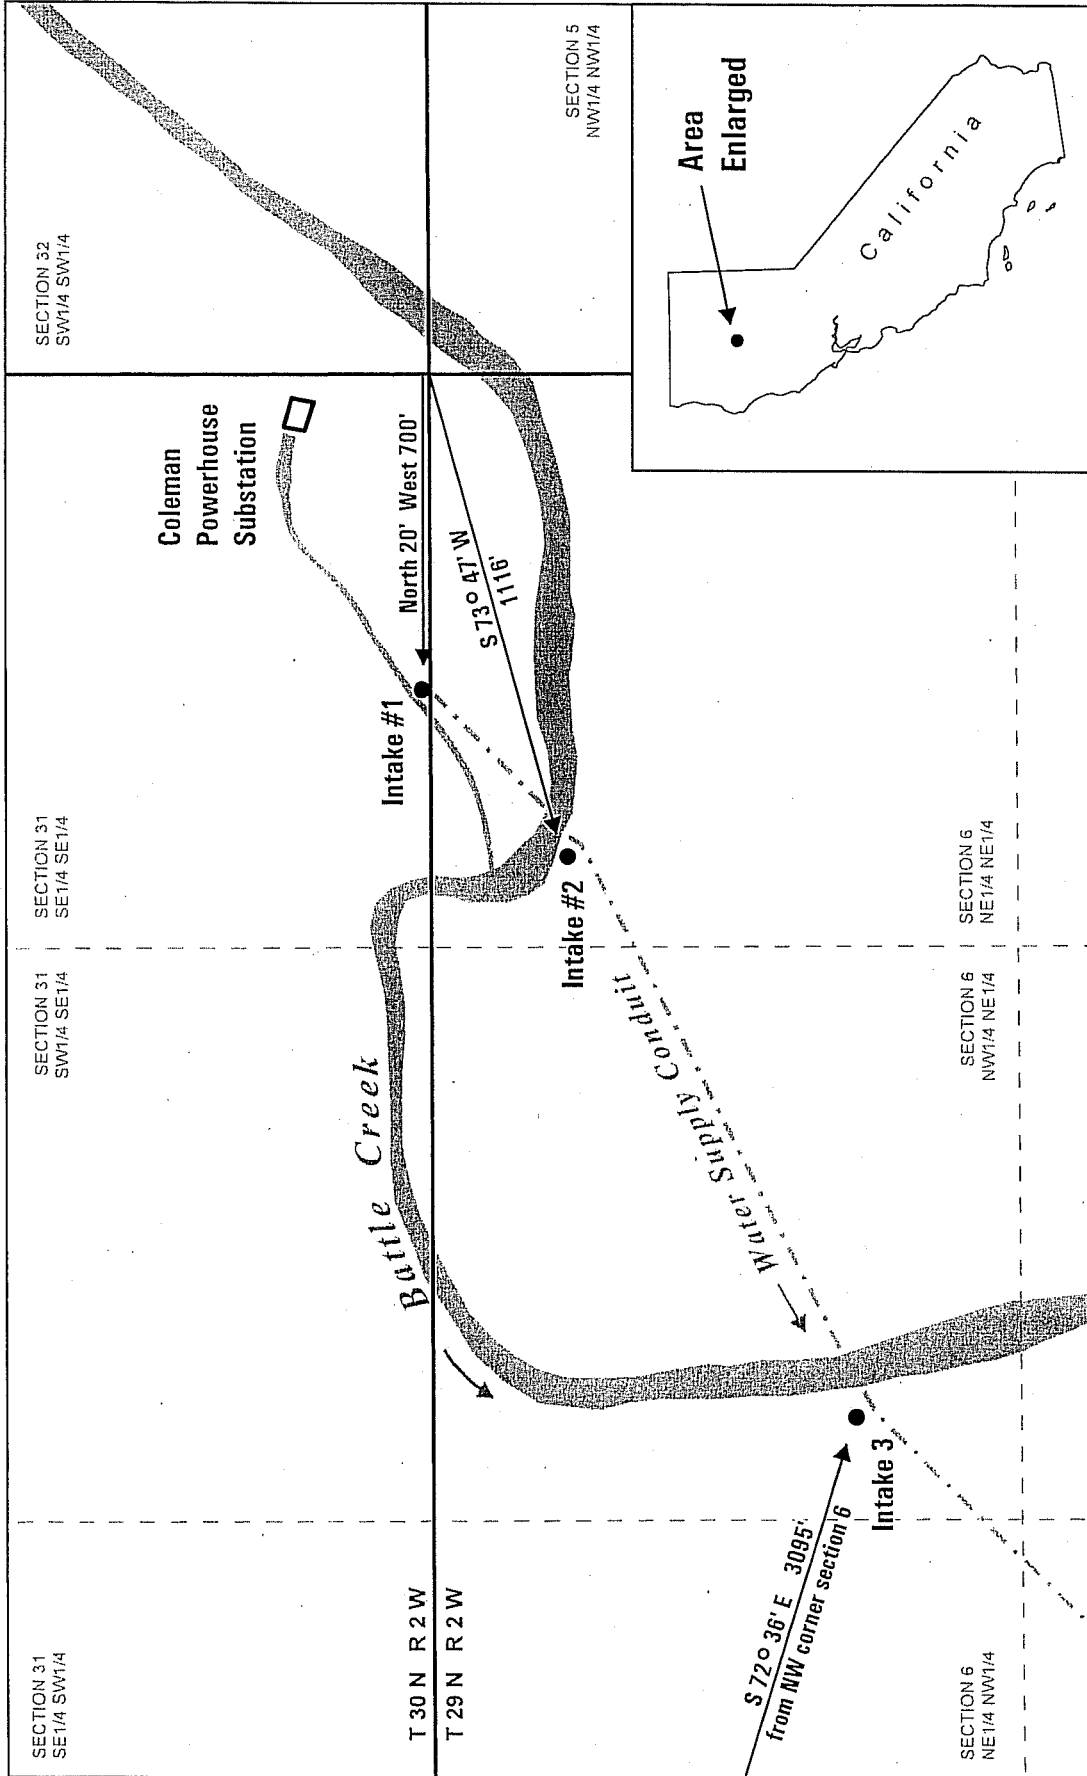 SECTION 31
SE1/4 SW1/4
SECTION 31
SW1/4 SE1/4
SECTION 31
SE1/4 SE1/4
SECTION 32
SW1/4 SW1/4
Coleman
Powerhouse
Substation
Battle Creek
T 30 N R 2 W
T 29 N R 2 W
Intake #1
North 20' West 700'
S 73° 47' W
1116'
Intake #2
Water Supply Conduit
S 72° 36' E 3095'
from NW corner section 6
Intake 3
SECTION 6
NE1/4 NW1/4
SECTION 6
NW1/4 NE1/4
SECTION 6
NE1/4 NE1/4
SECTION 5
NW1/4 NW1/4
Area
Enlarged
California